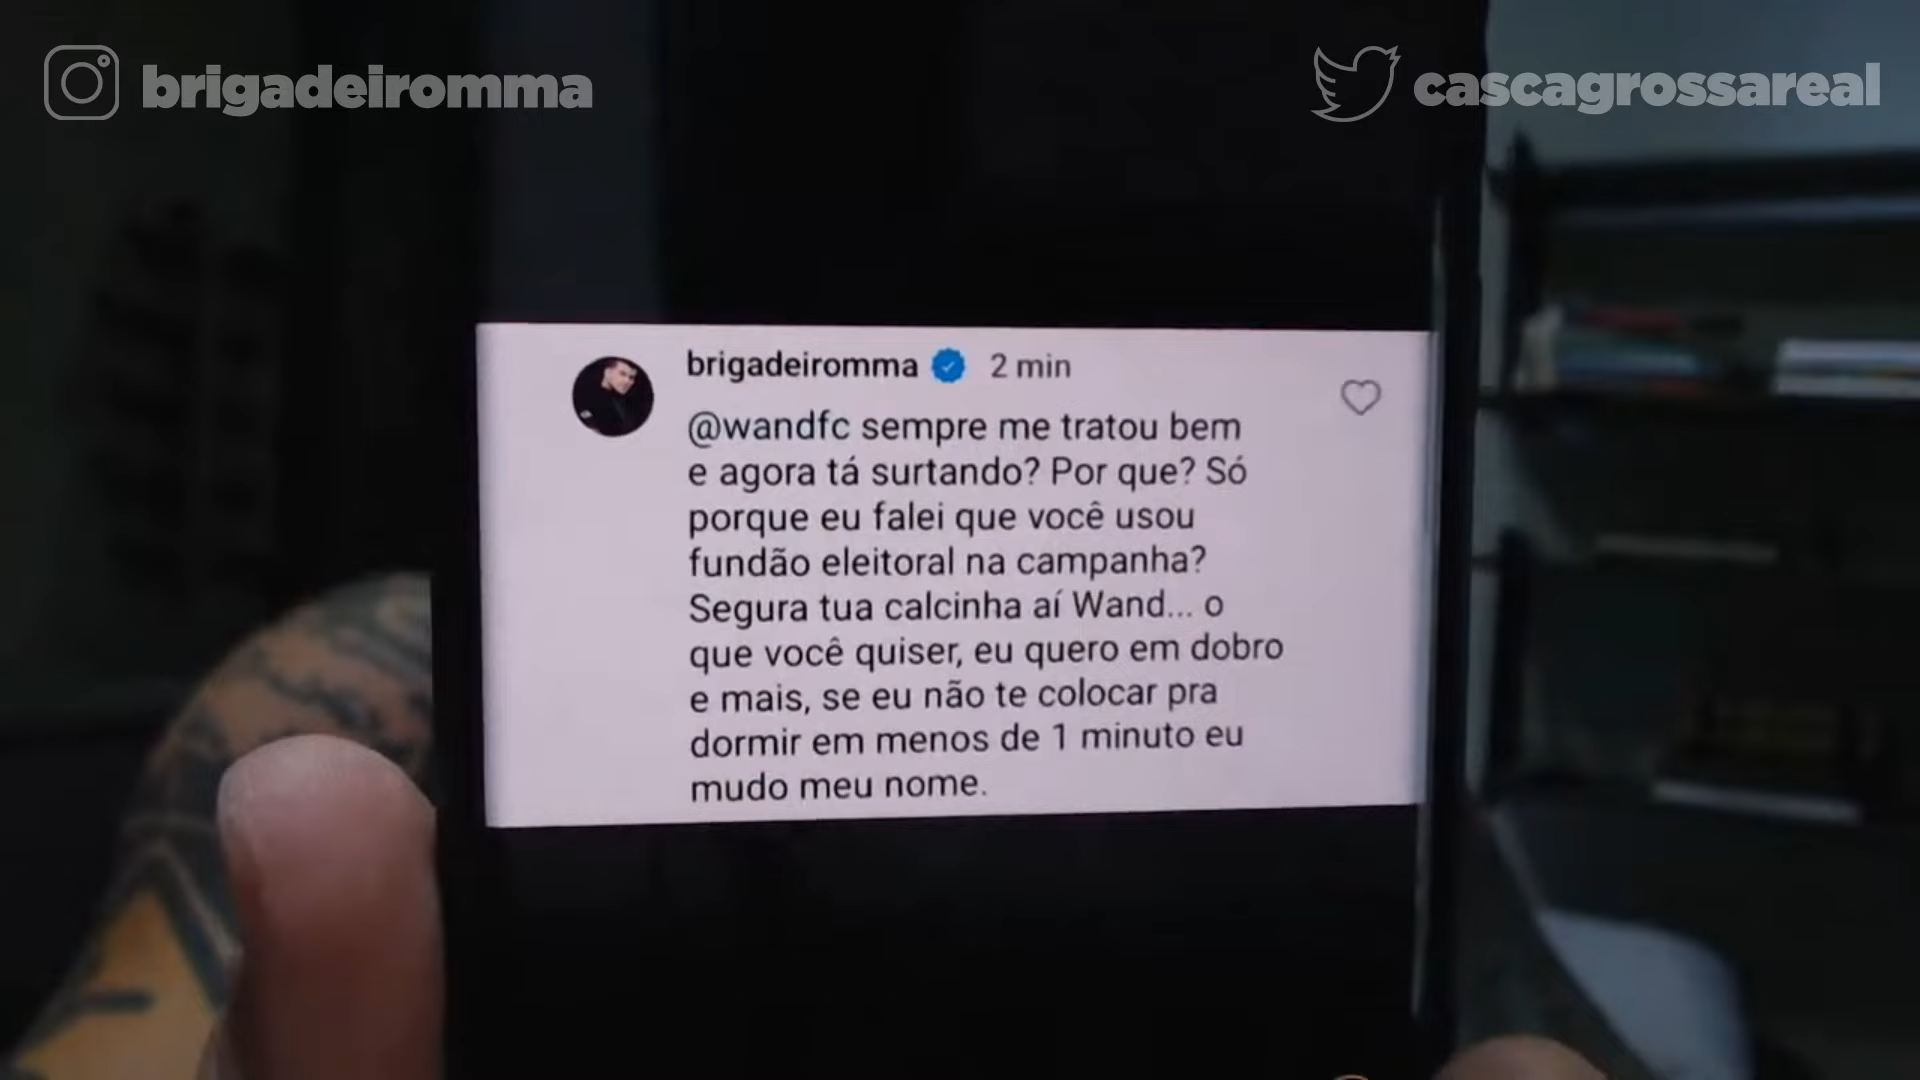 brigadeiromma
cascagrossareal
brigadeiromma 2 min
@wandfc sempre me tratou bem
e agora tá surtando? Por que? Só
porque eu falei que você usou
fundão eleitoral na campanha?
Segura tua calcinha aí Wand... o
que você quiser, eu quero em dobro
e mais, se eu não te colocar pra
dormir em menos de 1 minuto eu
mudo meu nome.